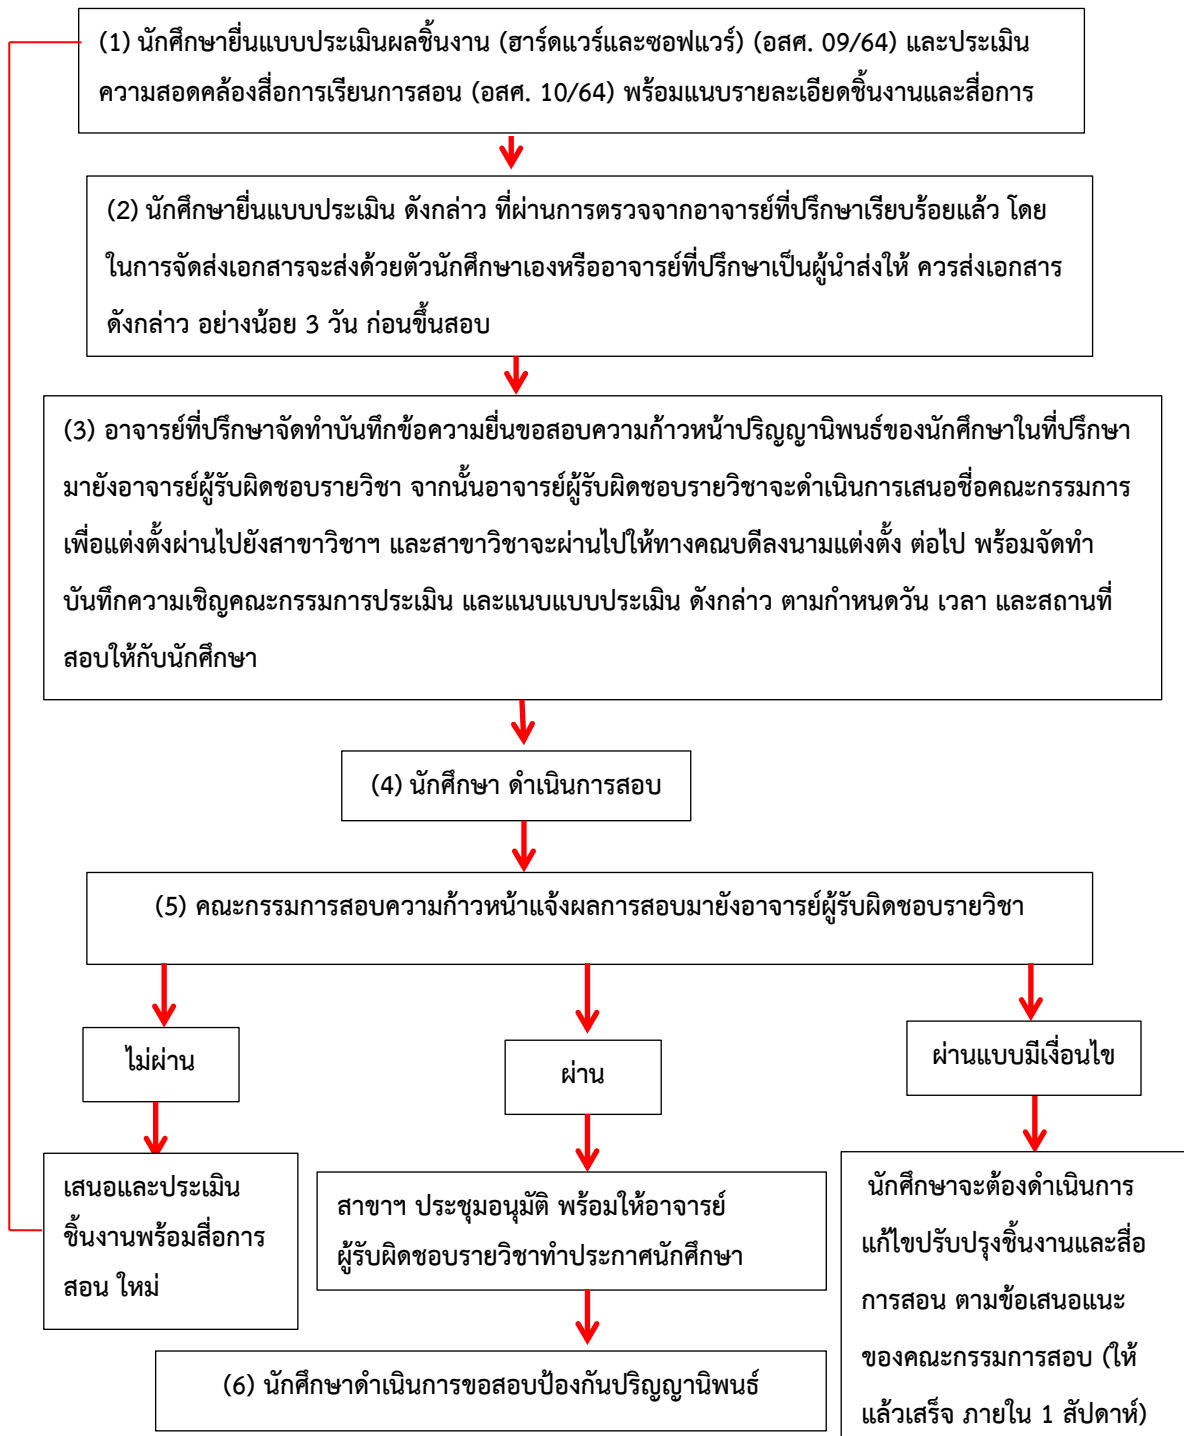 (1) นักศึกษายื่นแบบประเมินผลชิ้นงาน (ฮาร์ดแวร์และซอฟแวร์) (อสศ. 09/64) และประเมิน
ความสอดคล้องสื่อการเรียนการสอน (อสศ. 10/64) พร้อมแนบรายละเอียดชิ้นงานและสื่อการ
(2) นักศึกษายื่นแบบประเมิน ดังกล่าว ที่ผ่านการตรวจจากอาจารย์ที่ปรึกษาเรียบร้อยแล้ว โดย
ในการจัดส่งเอกสารจะส่งด้วยตัวนักศึกษาเองหรืออาจารย์ที่ปรึกษาเป็นผู้นำส่งให้ ควรส่งเอกสาร
ดังกล่าว อย่างน้อย 3 วัน ก่อนขึ้นสอบ
(3) อาจารย์ที่ปรึกษาจัดทำบันทึกข้อความยื่นขอสอบความก้าวหน้าปริญญานิพนธ์ของนักศึกษาในที่ปรึกษา
มายังอาจารย์ผู้รับผิดชอบรายวิชา จากนั้นอาจารย์ผู้รับผิดชอบรายวิชาจะดำเนินการเสนอชื่อคณะกรรมการ
เพื่อแต่งตั้งผ่านไปยังสาขาวิชาฯ และสาขาวิชาจะผ่านไปให้ทางคณบดีลงนามแต่งตั้ง ต่อไป พร้อมจัดทำ
บันทึกความเชิญคณะกรรมการประเมิน และแนบแบบประเมิน ดังกล่าว ตามกำหนดวัน เวลา และสถานที่
สอบให้กับนักศึกษา
(4) นักศึกษา ดำเนินการสอบ
(5) คณะกรรมการสอบความก้าวหน้าแจ้งผลการสอบมายังอาจารย์ผู้รับผิดชอบรายวิชา
ไม่ผ่าน
ผ่าน
ผ่านแบบมีเงื่อนไข
เสนอและประเมิน
ชิ้นงานพร้อมสื่อการ
สอน ใหม่
สาขาฯ ประชุมอนุมัติ พร้อมให้อาจารย์
ผู้รับผิดชอบรายวิชาทำประกาศนักศึกษา
(6) นักศึกษาดำเนินการขอสอบป้องกันปริญญานิพนธ์
นักศึกษาจะต้องดำเนินการ
แก้ไขปรับปรุงชิ้นงานและสื่อ
การสอน ตามข้อเสนอแนะ
ของคณะกรรมการสอบ (ให้
แล้วเสร็จ ภายใน 1 สัปดาห์)